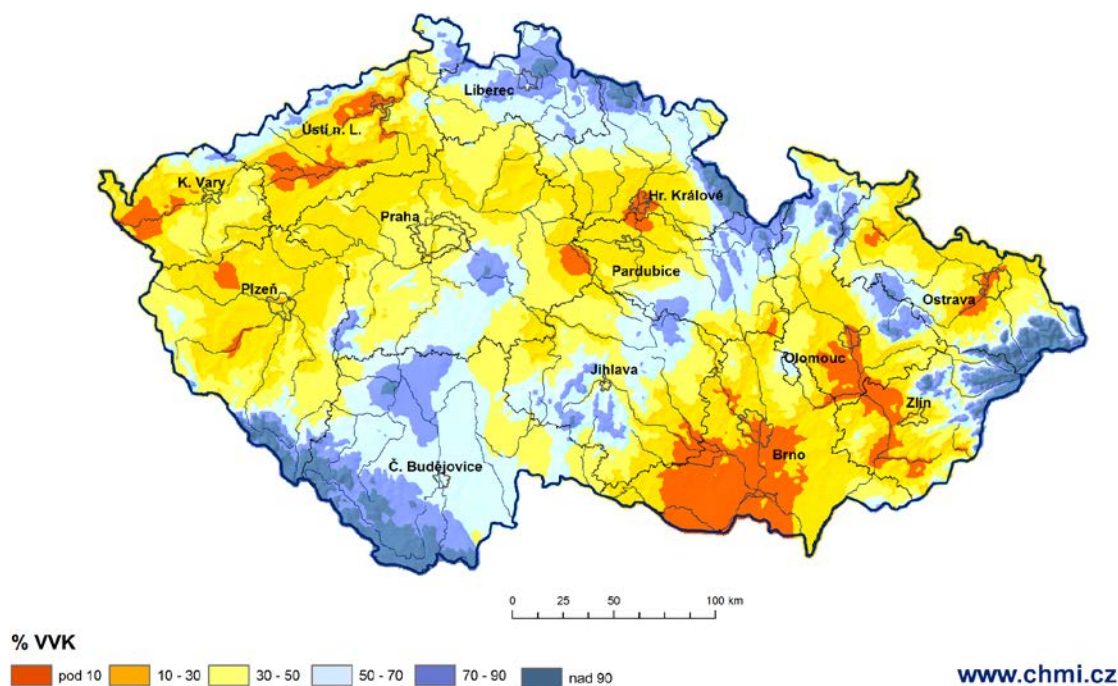 Liberec
Ústí n. L.
K. Vary
Hr. Králové
Praha
Pardubice
Plzeň
Ostrava
Olomouc
Jihlava
Zlín
Brno
Č. Budějovice
0 25 50 100 km
% VVK
pod 10 10 - 30 30 - 50 50 - 70 70 - 90 nad 90
www.chmi.cz